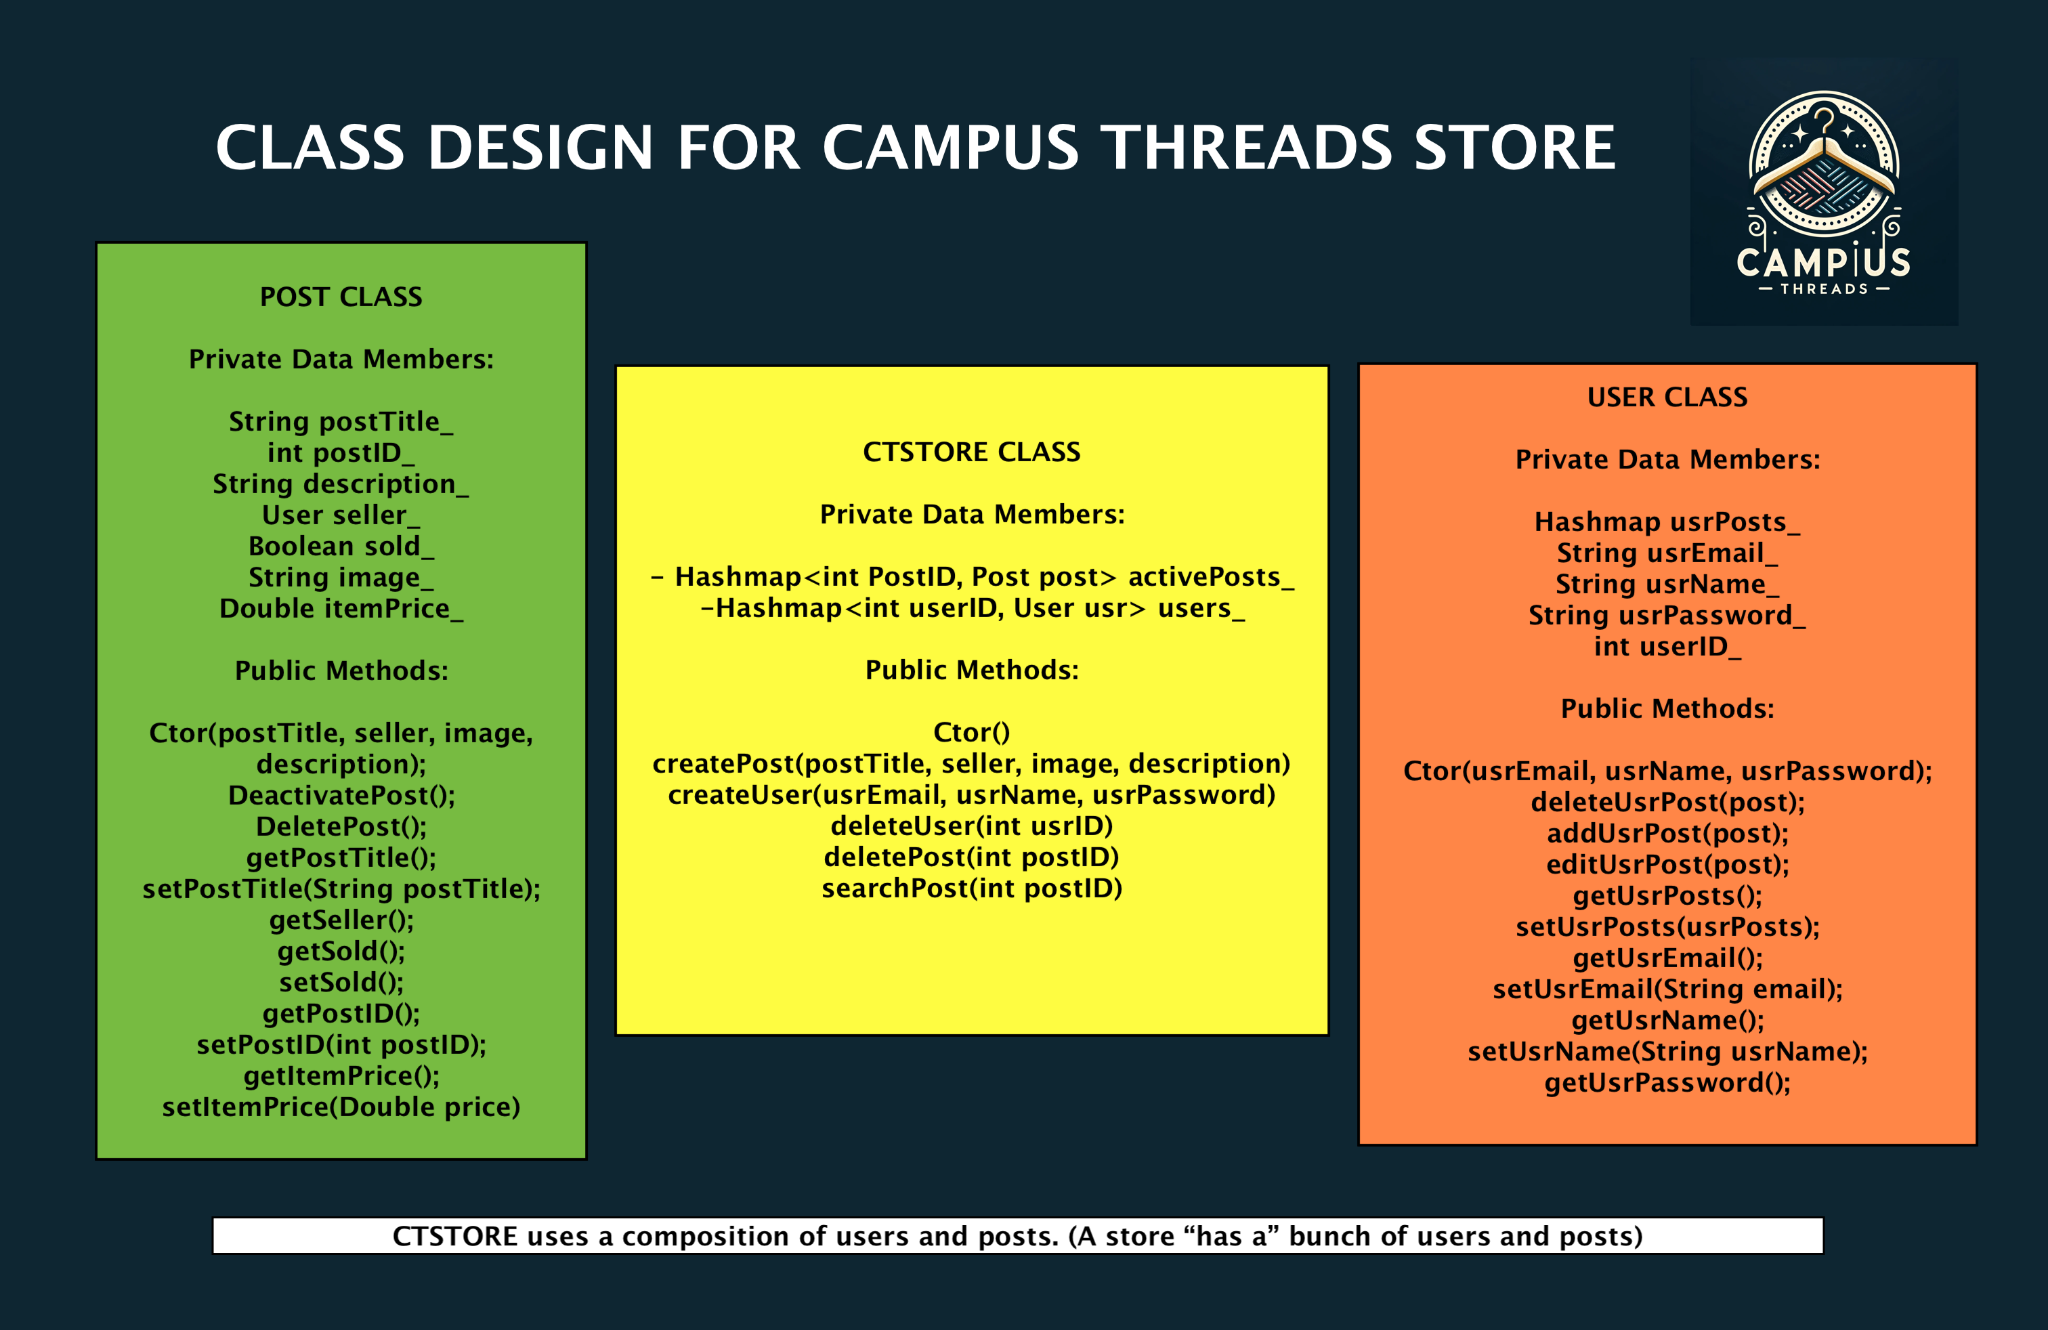 CLASS DESIGN FOR CAMPUS THREADS STORE
CAMPiUS
— THREADS —
POST CLASS
Private Data Members:
String postTitle_
int postID_
String description_
User seller_
Boolean sold_
String image_
Double itemPrice_
Public Methods:
Ctor(postTitle, seller, image,
description);
DeactivatePost();
DeletePost();
getPostTitle();
setPostTitle(String postTitle);
getSeller();
getSold();
setSold();
getPostID();
setPostID(int postID);
getItemPrice();
setItemPrice(Double price)
CTSTORE CLASS
Private Data Members:
- Hashmap<int PostID, Post post> activePosts_
-Hashmap<int userID, User usr> users_
Public Methods:
Ctor()
createPost(postTitle, seller, image, description)
createUser(usrEmail, usrName, usrPassword)
deleteUser(int usrID)
deletePost(int postID)
searchPost(int postID)
USER CLASS
Private Data Members:
Hashmap usrPosts_
String usrEmail_
String usrName_
String usrPassword_
int userID_
Public Methods:
Ctor(usrEmail, usrName, usrPassword);
deleteUsrPost(post);
addUsrPost(post);
editUsrPost(post);
getUsrPosts();
setUsrPosts(usrPosts);
getUsrEmail();
setUsrEmail(String email);
getUsrName();
setUsrName(String usrName);
getUsrPassword();
CTSTORE uses a composition of users and posts. (A store “has a” bunch of users and posts)